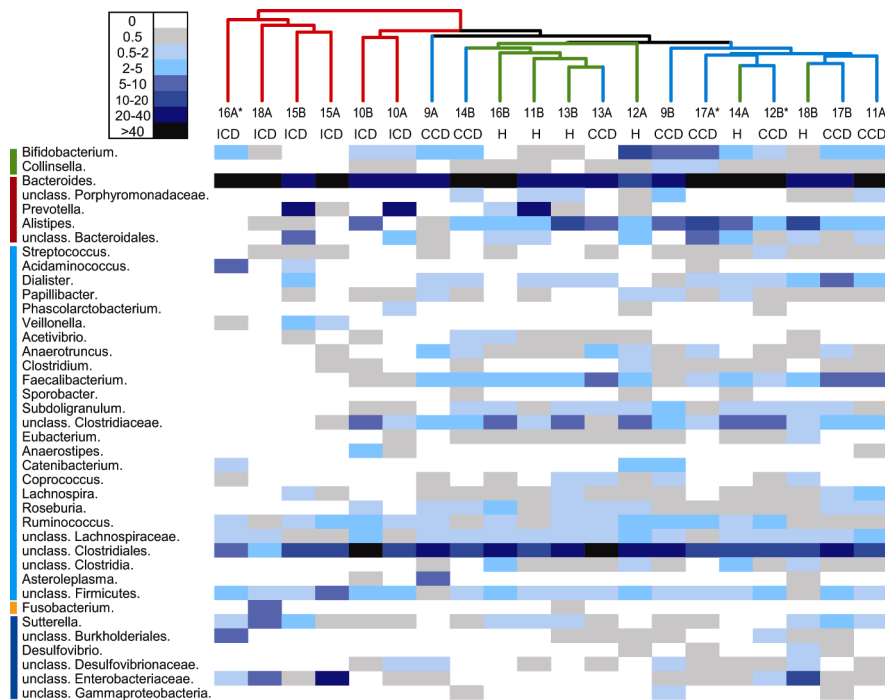 0
0.5
0.5-2
2-5
5-10
10-20
20-40
>40
16A* 18A 15B 15A 10B 10A 9A 14B 16B 11B 13B 13A 12A 9B 17A* 14A 12B* 18B 17B 11A
ICD ICD ICD ICD ICD ICD CCD CCD H H H CCD H CCD CCD H CCD H CCD CCD
Bifidobacterium.
Collinsella.
Bacteroides.
unclass. Porphyromonadaceae.
Prevotella.
Alistipes.
unclass. Bacteroidales.
Streptococcus.
Acidaminococcus.
Dialister.
Papillibacter.
Phascolarctobacterium.
Veillonella.
Acetivibrio.
Anaerotruncus.
Clostridium.
Faecalibacterium.
Sporobacter.
Subdoligranulum.
unclass. Clostridiaceae.
Eubacterium.
Anaerostipes.
Catenibacterium.
Coprococcus.
Lachnospira.
Roseburia.
Ruminococcus.
unclass. Lachnospiraceae.
unclass. Clostridiales.
unclass. Clostridia.
Asteroleplasma.
unclass. Firmicutes.
Fusobacterium.
Sutterella.
unclass. Burkholderiales.
Desulfovibrio.
unclass. Desulfovibrionaceae.
unclass. Enterobacteriaceae.
unclass. Gammaproteobacteria.